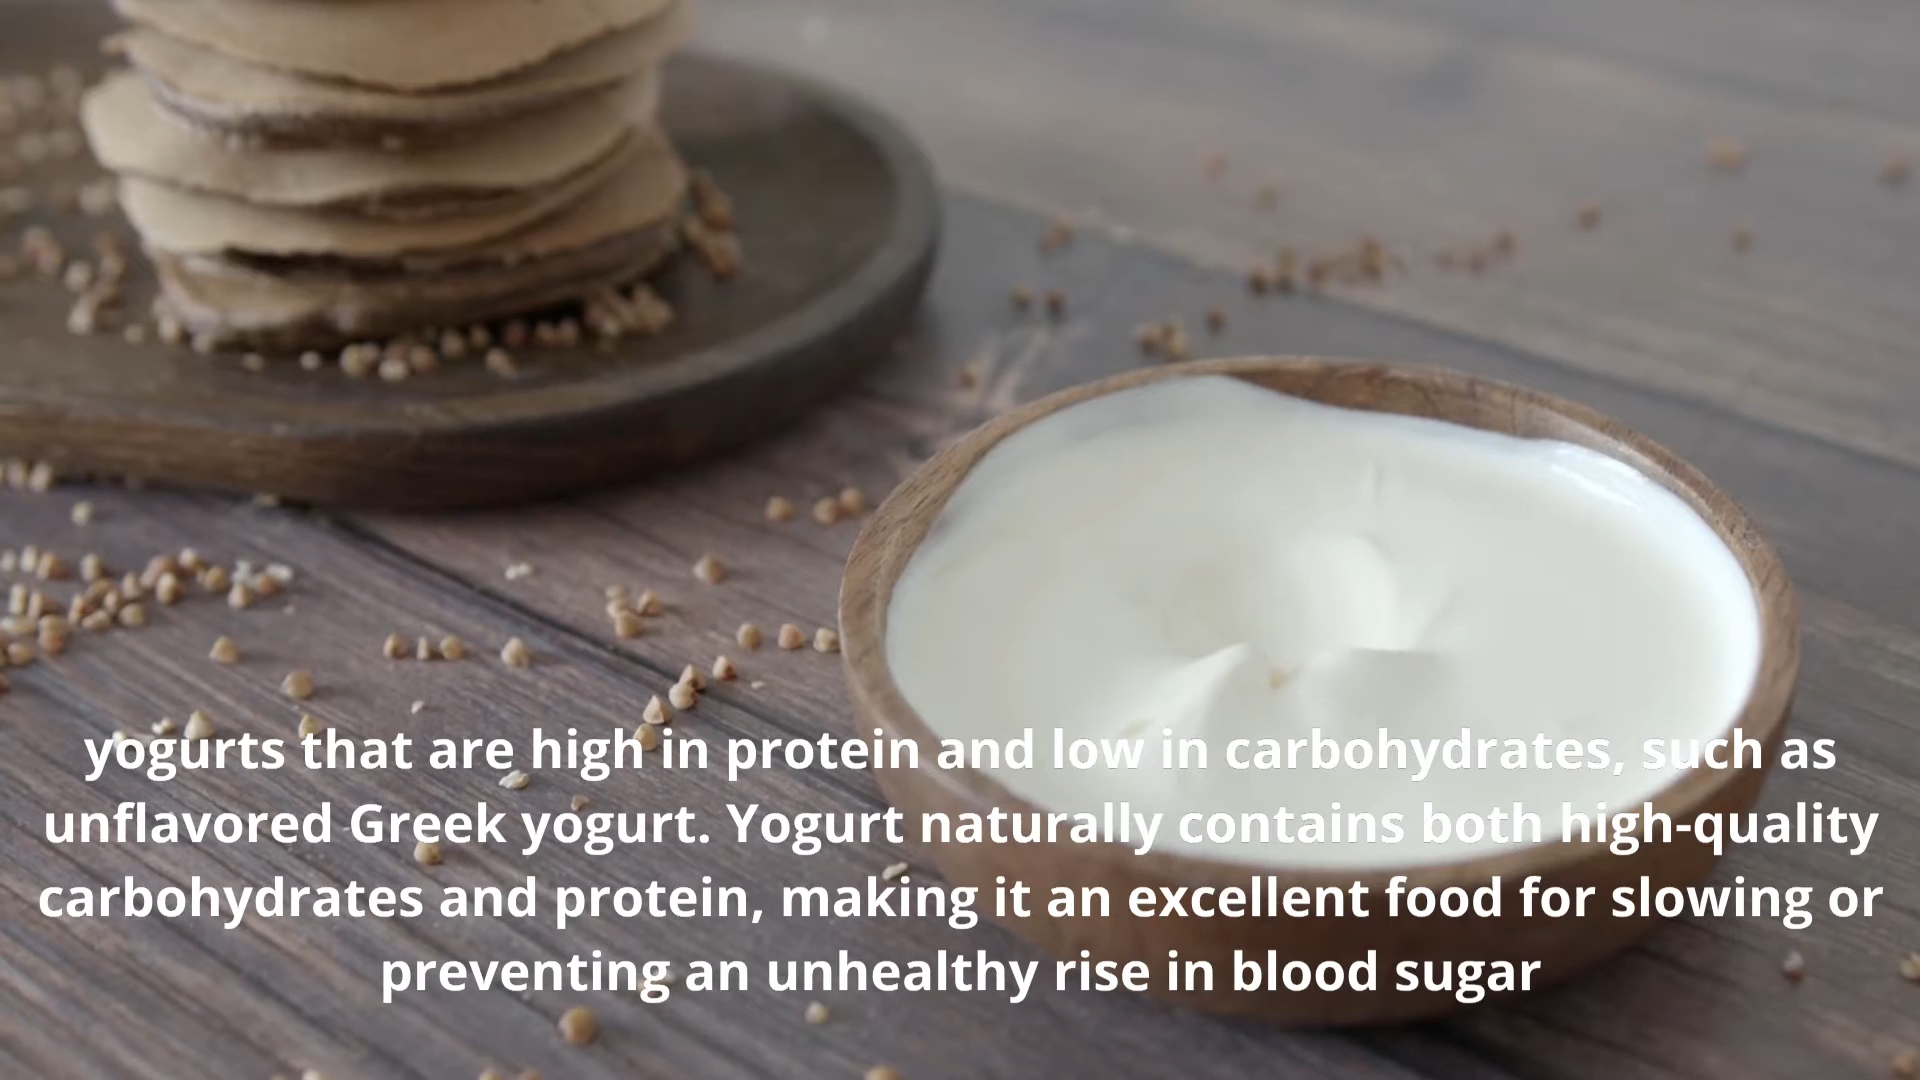 yogurts that are high in protein and low in carbohydrates, such as
unflavored Greek yogurt. Yogurt naturally contains both high-quality
carbohydrates and protein, making it an excellent food for slowing or
preventing an unhealthy rise in blood sugar